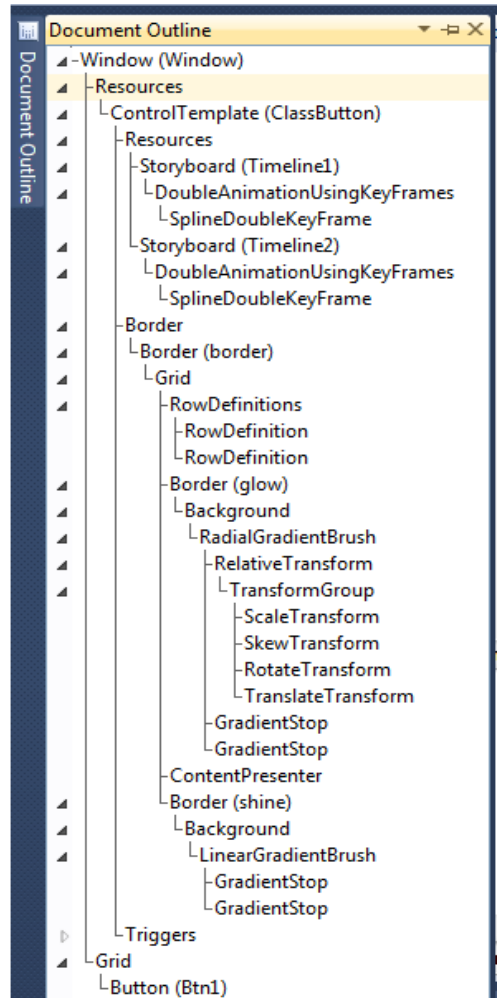 Document Outline
Document Outline
Window (Window)
Resources
ControlTemplate (ClassButton)
Resources
Storyboard (Timeline1)
DoubleAnimationUsingKeyFrames
SplineDoubleKeyFrame
Storyboard (Timeline2)
DoubleAnimationUsingKeyFrames
SplineDoubleKeyFrame
Border
Border (border)
Grid
RowDefinitions
RowDefinition
RowDefinition
Border (glow)
Background
RadialGradientBrush
RelativeTransform
TransformGroup
ScaleTransform
SkewTransform
RotateTransform
TranslateTransform
GradientStop
GradientStop
ContentPresenter
Border (shine)
Background
LinearGradientBrush
GradientStop
GradientStop
Triggers
Grid
Button (Btn1)